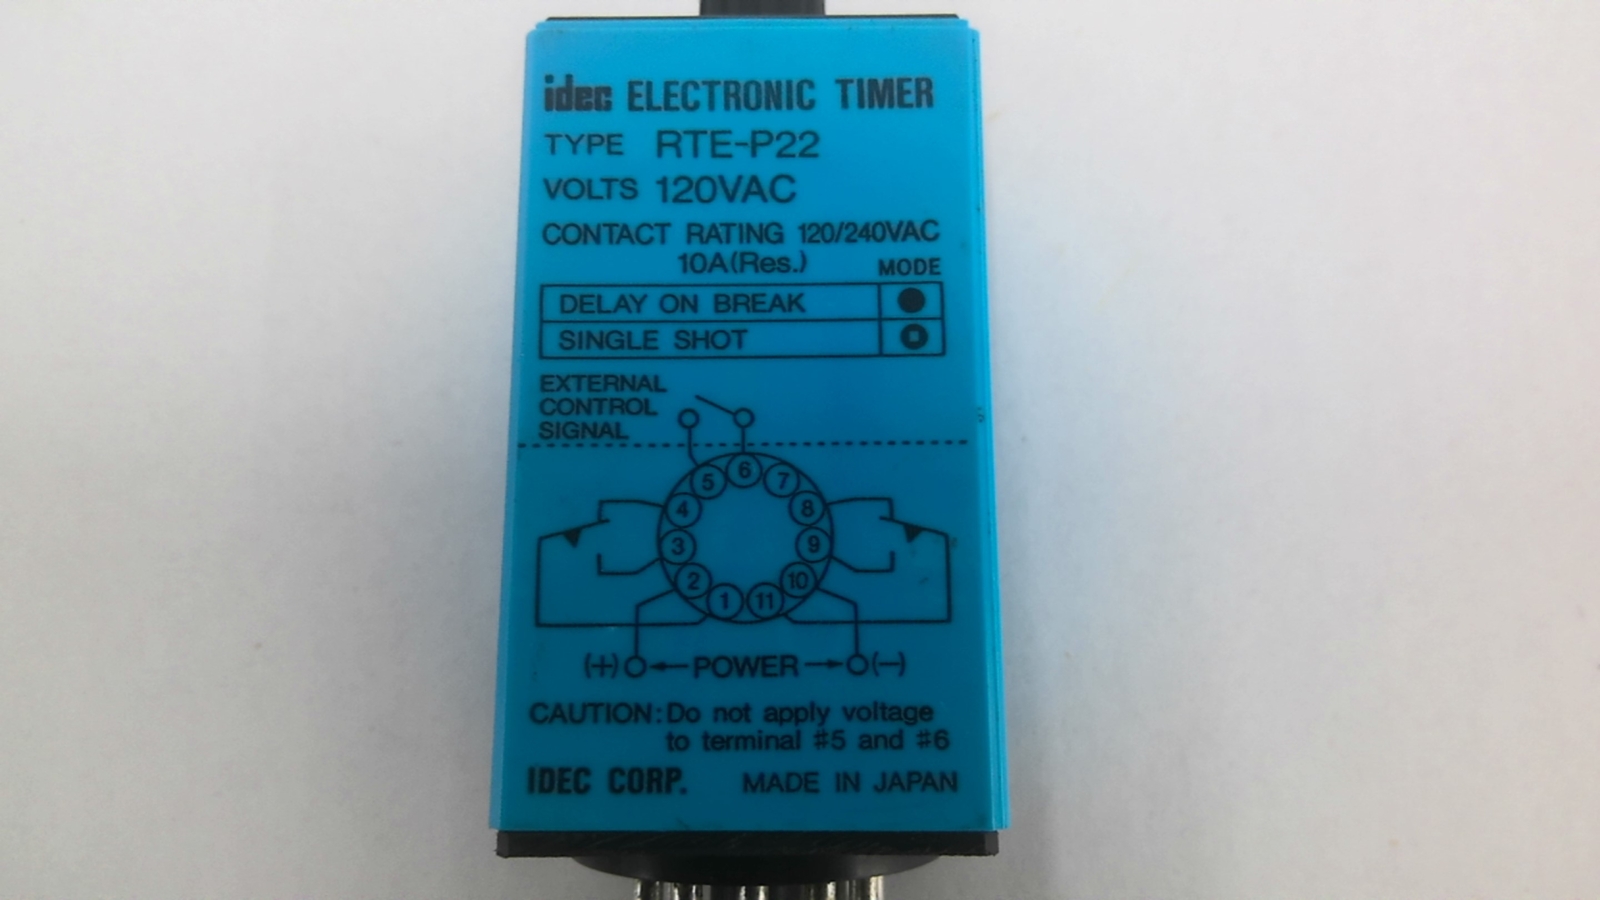 idec ELECTRONIC TIMER
TYPE RTE-P22
VOLTS 120VAC
CONTACT RATING 120/240VAC
10A(Res.)
MODE
DELAY ON BREAK
SINGLE SHOT
EXTERNAL
CONTROL
SIGNAL
5 6 7
4 8
3 9
2 10
1 11
(+) POWER (−)
CAUTION: Do not apply voltage
to terminal #5 and #6
IDEC CORP. MADE IN JAPAN